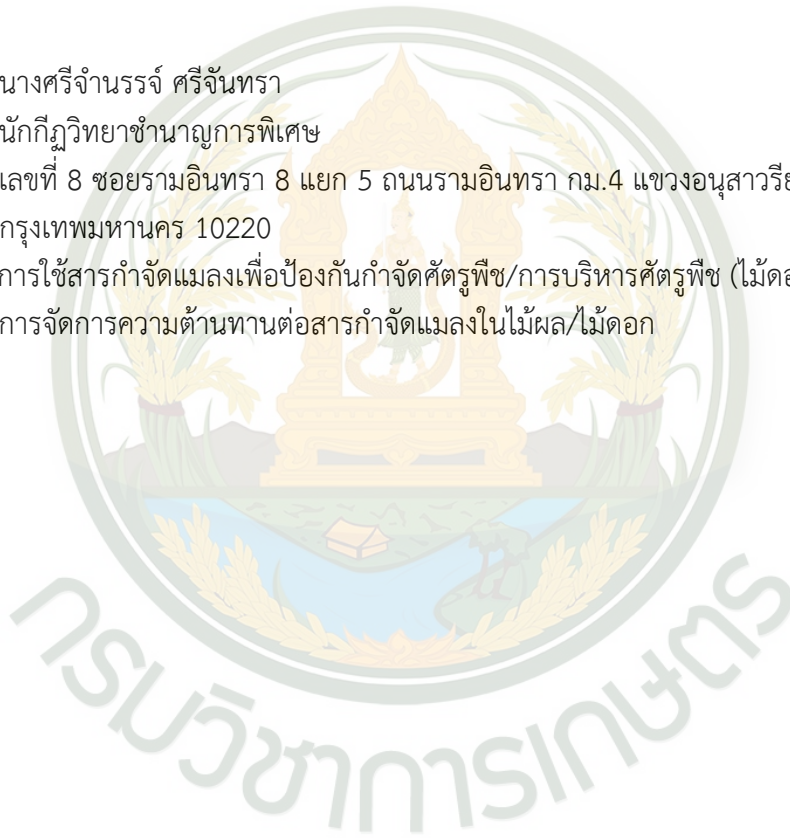 นางศรีจำนรรจ์ ศรีจันทรา
นักกีฏวิทยาชำนาญการพิเศษ
เลขที่ 8 ซอยรามอินทรา 8 แยก 5 ถนนรามอินทรา กม.4 แขวงอนุสาวรีย
กรุงเทพมหานคร 10220
การใช้สารกำจัดแมลงเพื่อป้องกันกำจัดศัตรูพืช/การบริหารศัตรูพืช (ไม้ดอ
การจัดการความต้านทานต่อสารกำจัดแมลงในไม้ผล/ไม้ดอก
กรมวิชาการเกษตร